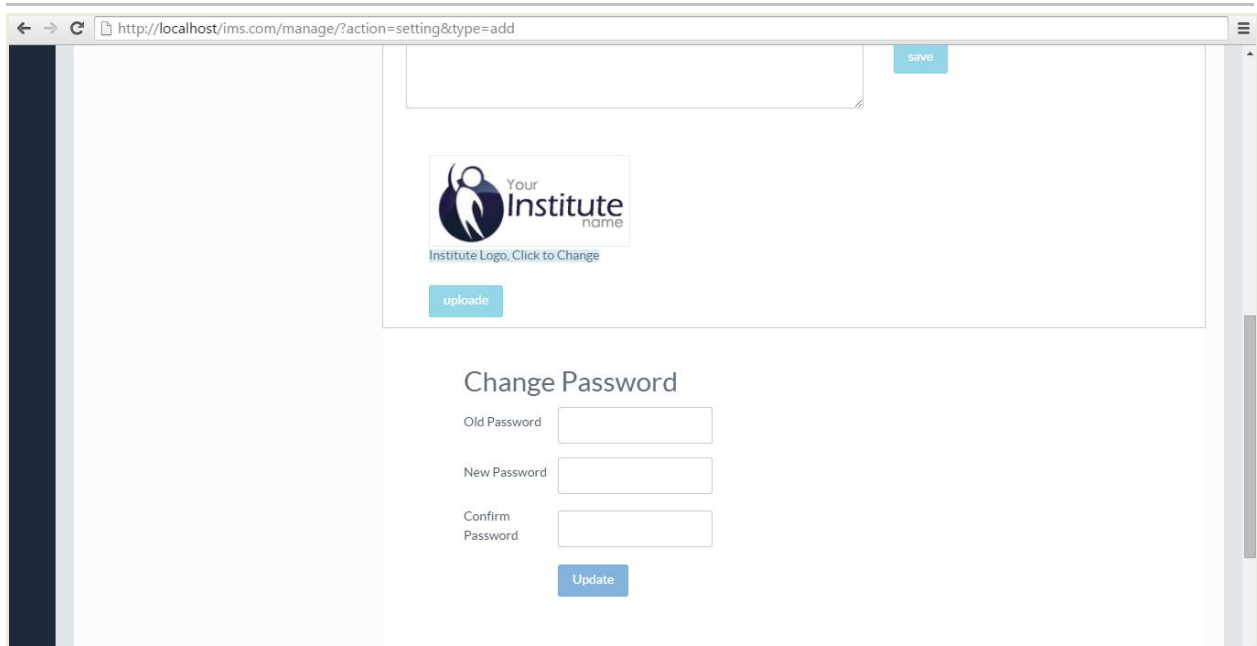 http://localhost/ims.com/manage/?action=setting&type=add
save
Your
Institute
name
Institute Logo, Click to Change
uploade
Change Password
Old Password
New Password
Confirm
Password
Update